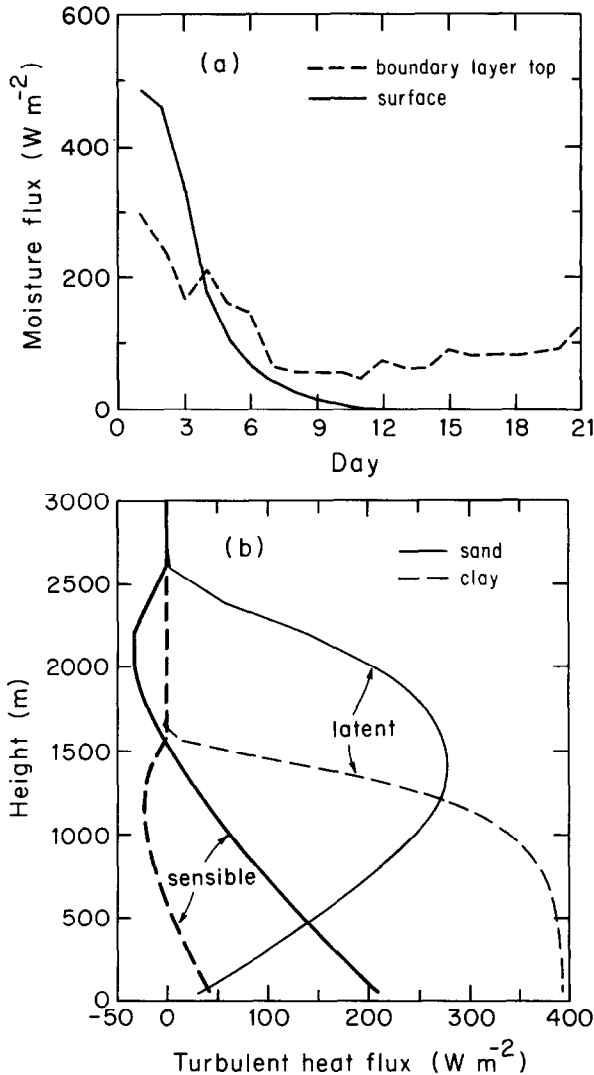 600
(a)
boundary layer top
surface
400
200
0
Moisture flux (W m⁻²)
0 3 6 9 12 15 18 21
Day
3000
(b)
sand
clay
2500
2000
latent
1500
1000
sensible
500
0
Height (m)
-50 0 100 200 300 400
Turbulent heat flux (W m⁻²)